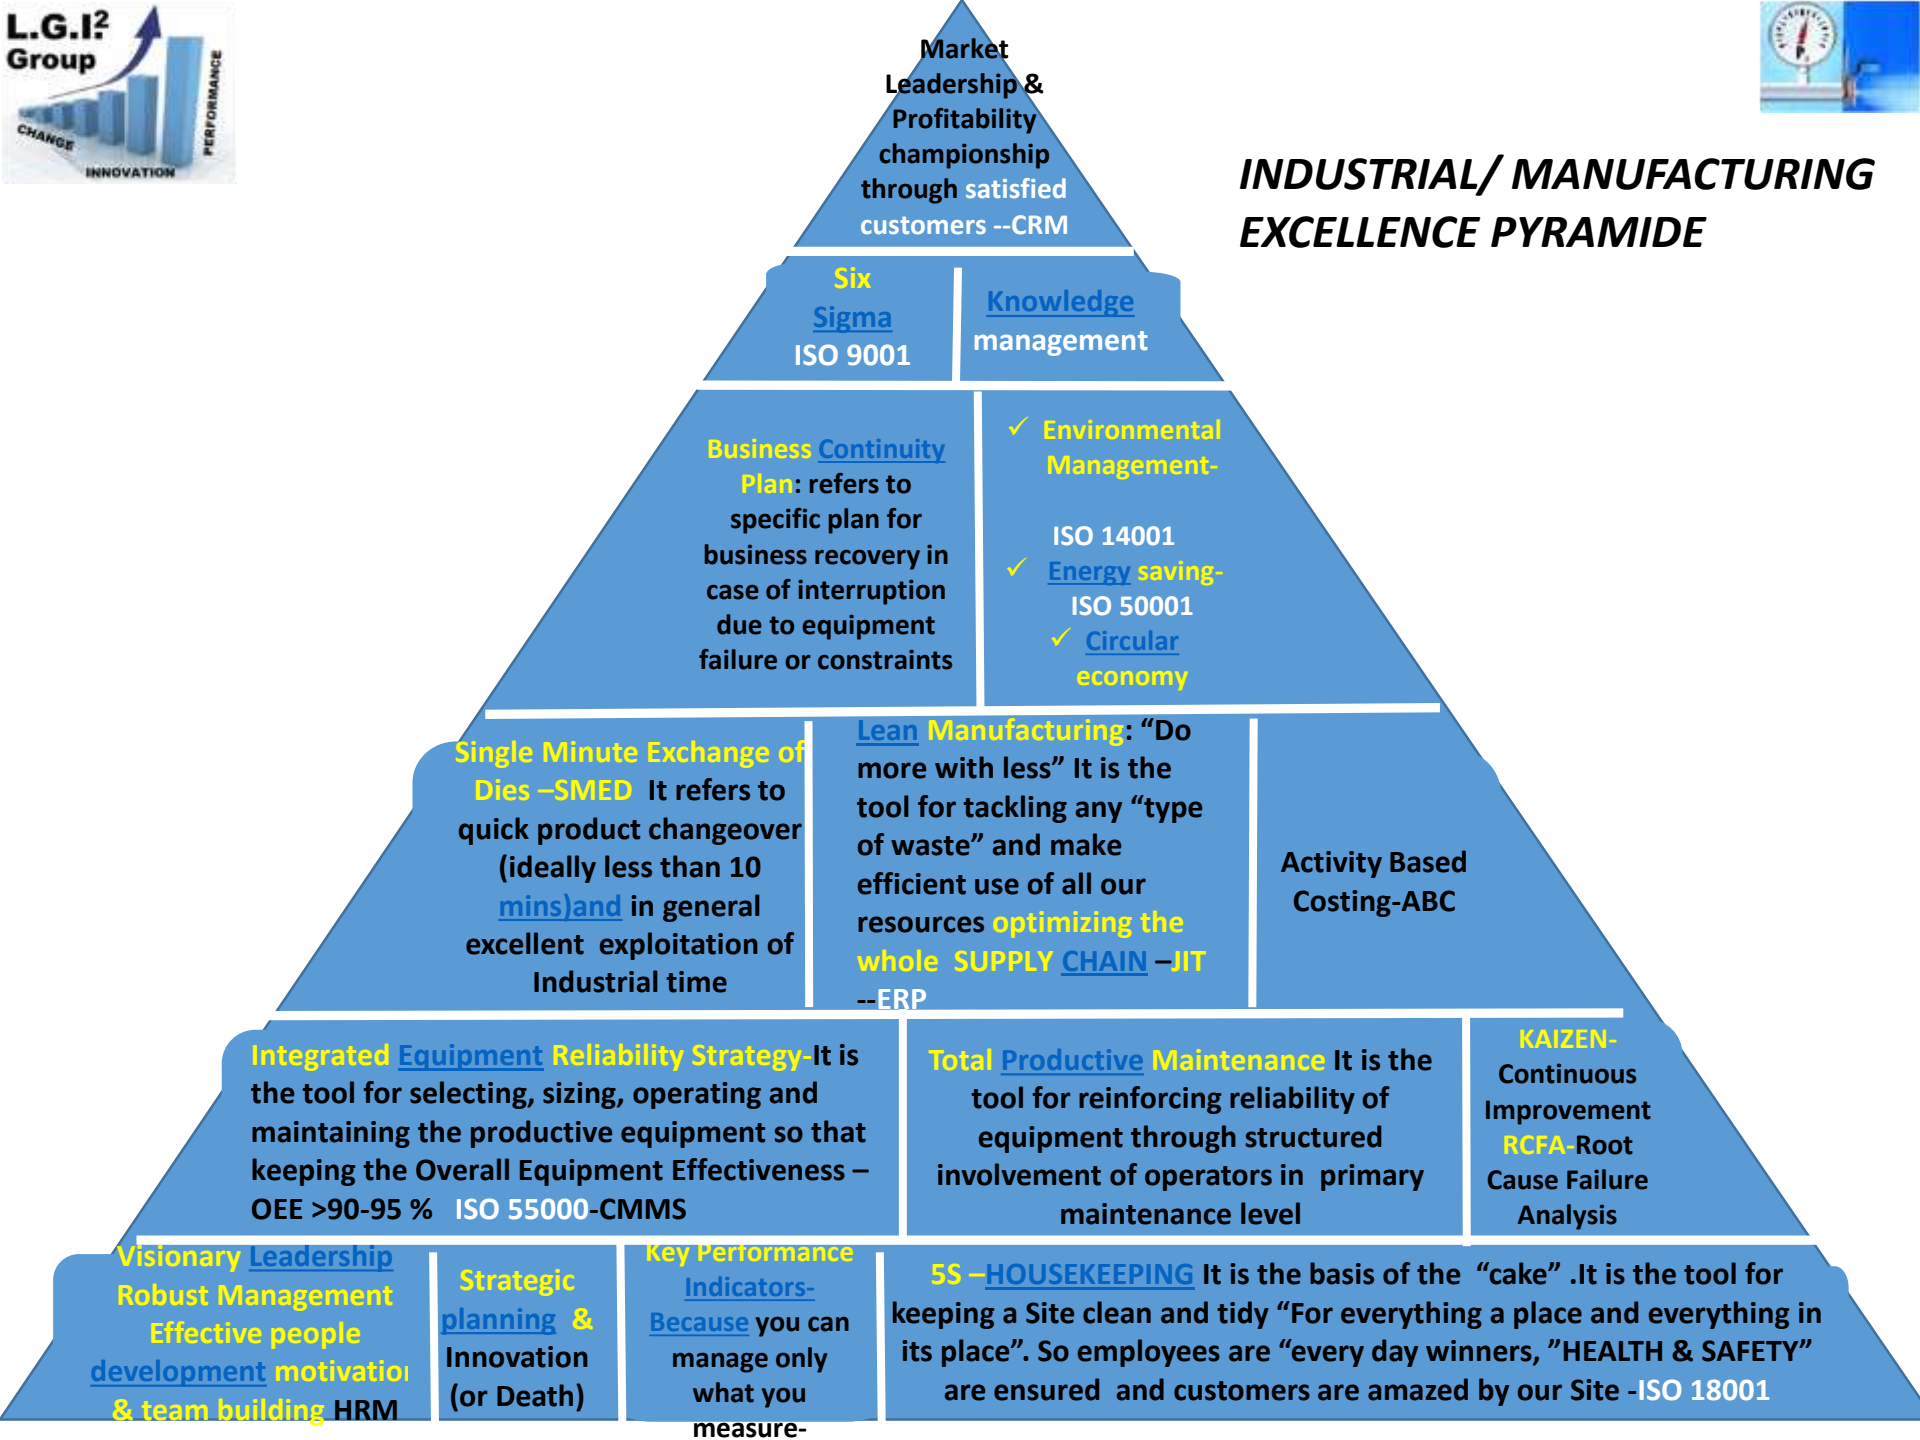 L.G.I²
Group
CHANGE
INNOVATION
PERFORMANCE
INDUSTRIAL/ MANUFACTURING
EXCELLENCE PYRAMIDE
Market
Leadership &
Profitability
championship
through satisfied
customers --CRM
Six
Sigma
ISO 9001
Knowledge
management
Business Continuity
Plan: refers to
specific plan for
business recovery in
case of interruption
due to equipment
failure or constraints
✓ Environmental
Management-
ISO 14001
✓ Energy saving-
ISO 50001
✓ Circular
economy
Single Minute Exchange of
Dies –SMED It refers to
quick product changeover
(ideally less than 10
mins)and in general
excellent exploitation of
Industrial time
Lean Manufacturing: “Do
more with less” It is the
tool for tackling any “type
of waste” and make
efficient use of all our
resources optimizing the
whole SUPPLY CHAIN –JIT
--ERP
Activity Based
Costing-ABC
Integrated Equipment Reliability Strategy-It is
the tool for selecting, sizing, operating and
maintaining the productive equipment so that
keeping the Overall Equipment Effectiveness –
OEE >90-95 % ISO 55000-CMMS
Total Productive Maintenance It is the
tool for reinforcing reliability of
equipment through structured
involvement of operators in primary
maintenance level
KAIZEN-
Continuous
Improvement
RCFA-Root
Cause Failure
Analysis
Visionary Leadership
Robust Management
Effective people
development motivation
& team building HRM
Strategic
planning &
Innovation
(or Death)
Key Performance
Indicators-
Because you can
manage only
what you
measure-
5S –HOUSEKEEPING It is the basis of the “cake” .It is the tool for
keeping a Site clean and tidy “For everything a place and everything in
its place”. So employees are “every day winners, ”HEALTH & SAFETY”
are ensured and customers are amazed by our Site -ISO 18001